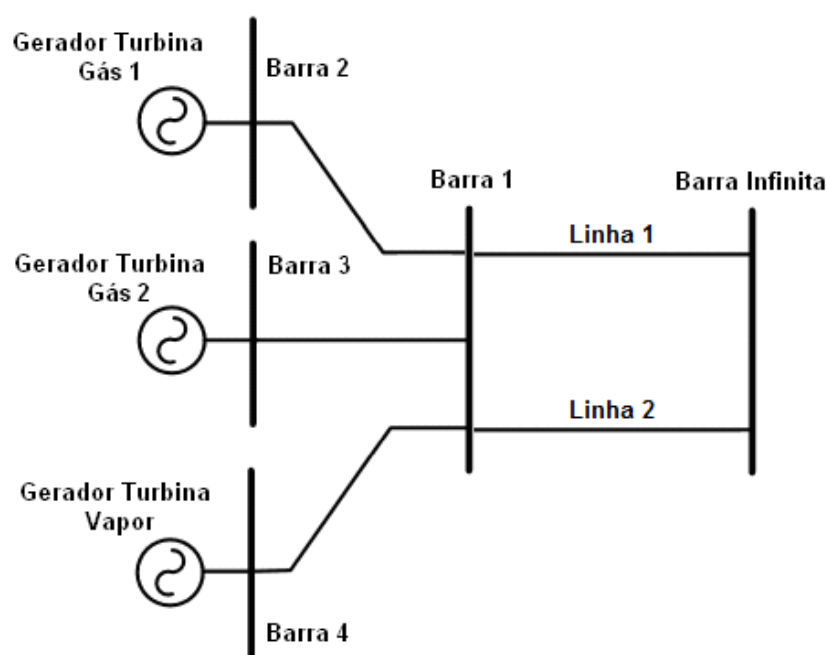 Gerador Turbina
Gás 1
Barra 2
Barra 1
Barra Infinita
Linha 1
Gerador Turbina
Gás 2
Barra 3
Linha 2
Gerador Turbina
Vapor
Barra 4